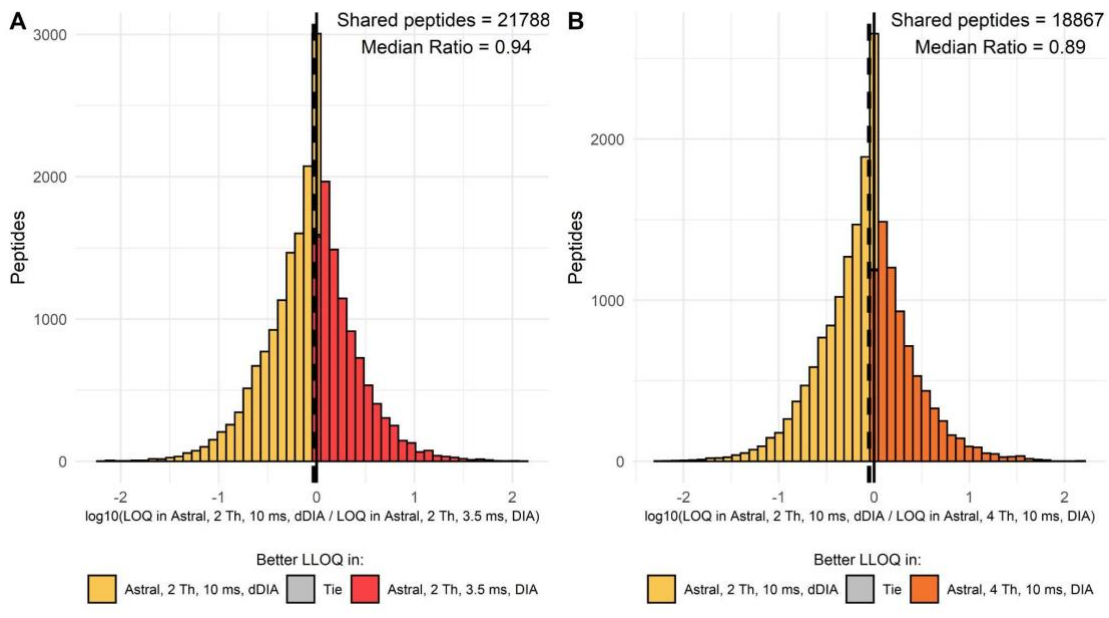 A
Shared peptides = 21788
Median Ratio = 0.94
3000
2000
1000
0
Peptides
-2 -1 0 1 2
log10(LOQ in Astral, 2 Th, 10 ms, dDIA / LOQ in Astral, 2 Th, 3.5 ms, DIA)
Better LLOQ in:
Astral, 2 Th, 10 ms, dDIA Tie Astral, 2 Th, 3.5 ms, DIA
B
Shared peptides = 18867
Median Ratio = 0.89
2000
1000
0
Peptides
-2 -1 0 1 2
log10(LOQ in Astral, 2 Th, 10 ms, dDIA / LOQ in Astral, 4 Th, 10 ms, DIA)
Better LLOQ in:
Astral, 2 Th, 10 ms, dDIA Tie Astral, 4 Th, 10 ms, DIA